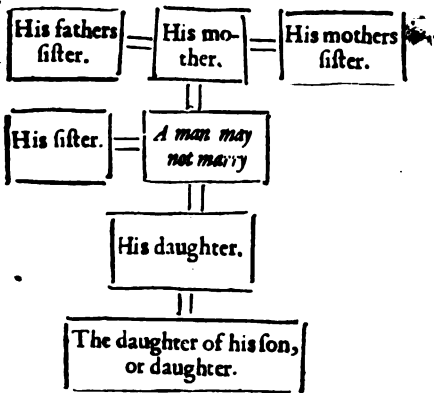 His fathers
ſiſter.
His mo-
ther.
His mothers
ſiſter.
His ſiſter.
A man may
not marry
His daughter.
The daughter of his ſon,
or daughter.